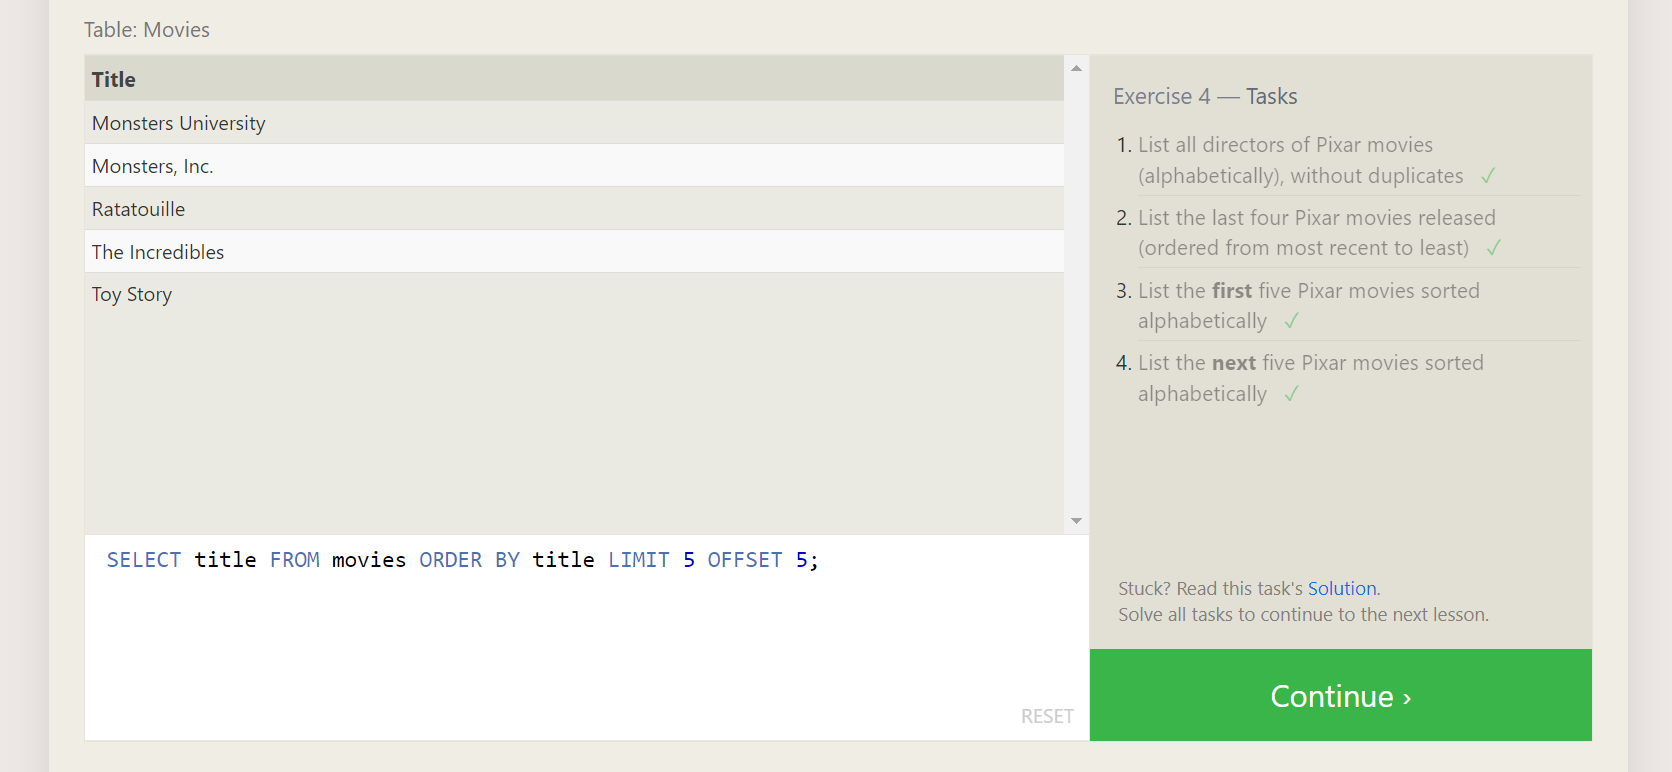 Table: Movies
Title
Monsters University
Monsters, Inc.
Ratatouille
The Incredibles
Toy Story
SELECT title FROM movies ORDER BY title LIMIT 5 OFFSET 5;
RESET
Exercise 4 — Tasks
1. List all directors of Pixar movies
(alphabetically), without duplicates ✓
2. List the last four Pixar movies released
(ordered from most recent to least) ✓
3. List the first five Pixar movies sorted
alphabetically ✓
4. List the next five Pixar movies sorted
alphabetically ✓
Stuck? Read this task's Solution.
Solve all tasks to continue to the next lesson.
Continue ›